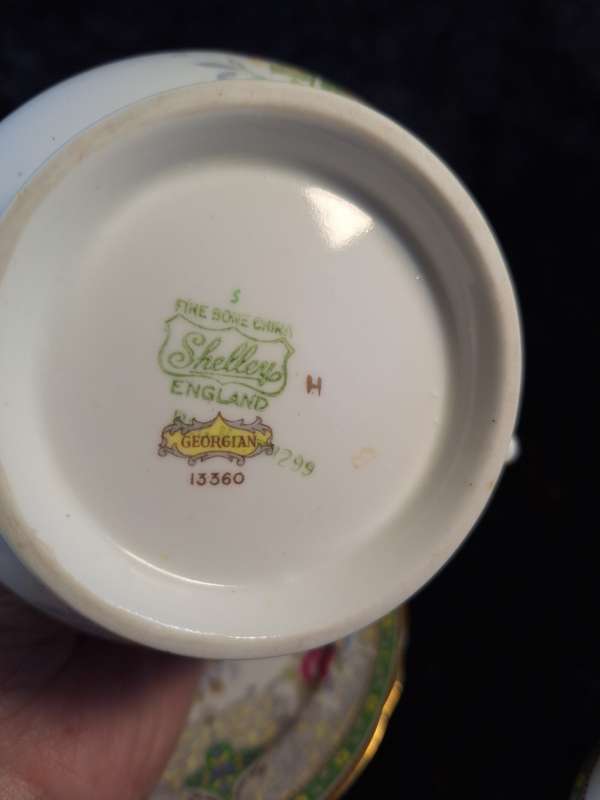 S
FINE BONE CHINA
Shelley
ENGLAND
H
GEORGIAN
13360